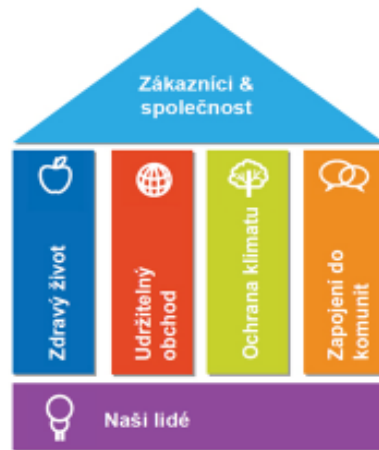 Zákazníci &
společnost
Zdravý život
Udržitelný
obchod
Ochrana klimatu
Zapojení do
komunit
Naši lidé